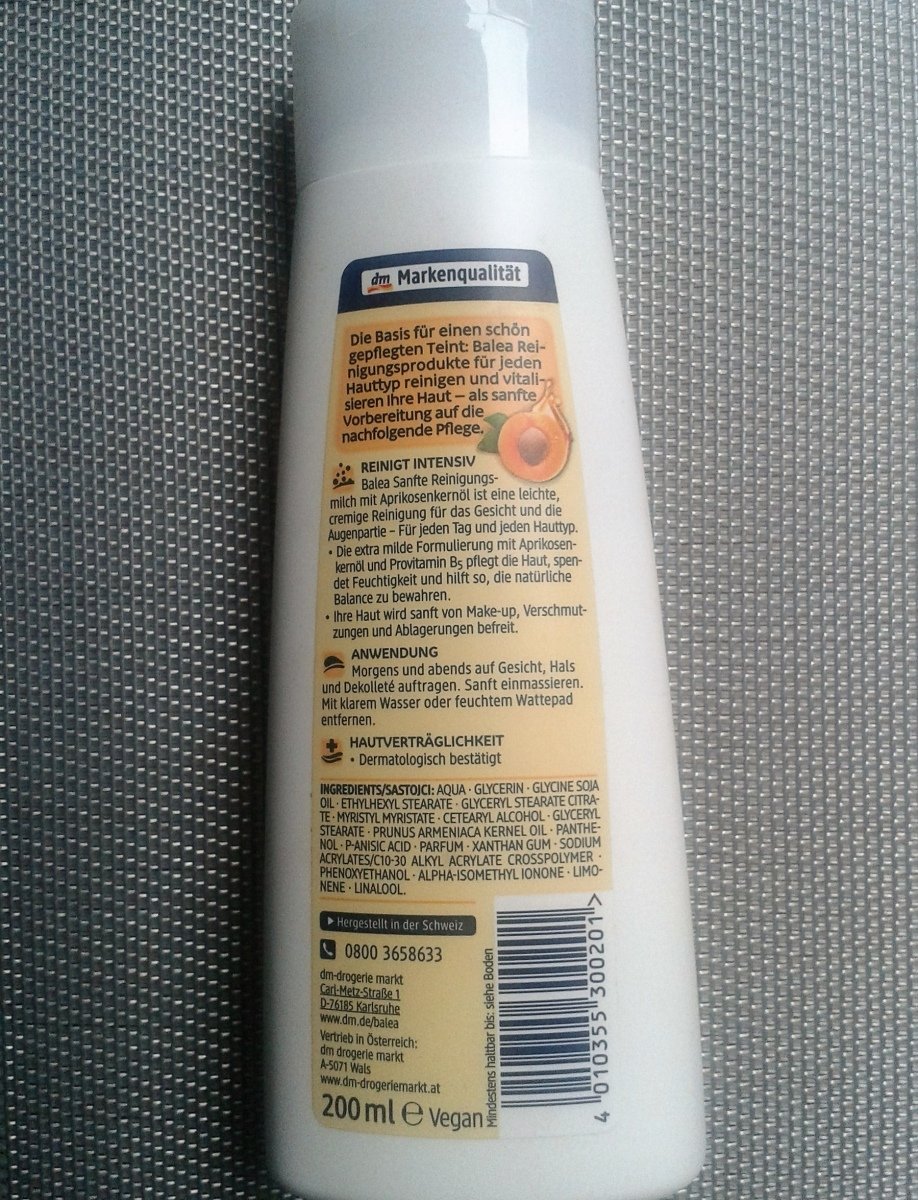 dm Markenqualität
Die Basis für einen schön
gepflegten Teint: Balea Rei-
nigungsprodukte für jeden
Hauttyp reinigen und vitali-
sieren Ihre Haut – als sanfte
Vorbereitung auf die
nachfolgende Pflege.
REINIGT INTENSIV
Balea Sanfte Reinigungs-
milch mit Aprikosenkernöl ist eine leichte,
cremige Reinigung für das Gesicht und die
Augenpartie – Für jeden Tag und jeden Hauttyp.
• Die extra milde Formulierung mit Aprikosen-
kernöl und Provitamin B5 pflegt die Haut, spen-
det Feuchtigkeit und hilft so, die natürliche
Balance zu bewahren.
• Ihre Haut wird sanft von Make-up, Verschmut-
zungen und Ablagerungen befreit.
ANWENDUNG
Morgens und abends auf Gesicht, Hals
und Dekolleté auftragen. Sanft einmassieren.
Mit klarem Wasser oder feuchtem Wattepad
entfernen.
HAUTVERTRÄGLICHKEIT
• Dermatologisch bestätigt
INGREDIENTS/SASTOJCI: AQUA · GLYCERIN · GLYCINE SOJA
OIL · ETHYLHEXYL STEARATE · GLYCERYL STEARATE CITRA-
TE · MYRISTYL MYRISTATE · CETEARYL ALCOHOL · GLYCERYL
STEARATE · PRUNUS ARMENIACA KERNEL OIL · PANTHE-
NOL · P-ANISIC ACID · PARFUM · XANTHAN GUM · SODIUM
ACRYLATES/C10-30 ALKYL ACRYLATE CROSSPOLYMER ·
PHENOXYETHANOL · ALPHA-ISOMETHYL IONONE · LIMO-
NENE · LINALOOL.
Hergestellt in der Schweiz
0800 3658633
dm-drogerie markt
Carl-Metz-Straße 1
D-76185 Karlsruhe
www.dm.de/balea
Vertrieb in Österreich:
dm drogerie markt
A-5071 Wals
www.dm-drogeriemarkt.at
200 ml ℮ Vegan
Mindestens haltbar bis: siehe Boden
4 010355 300201 >